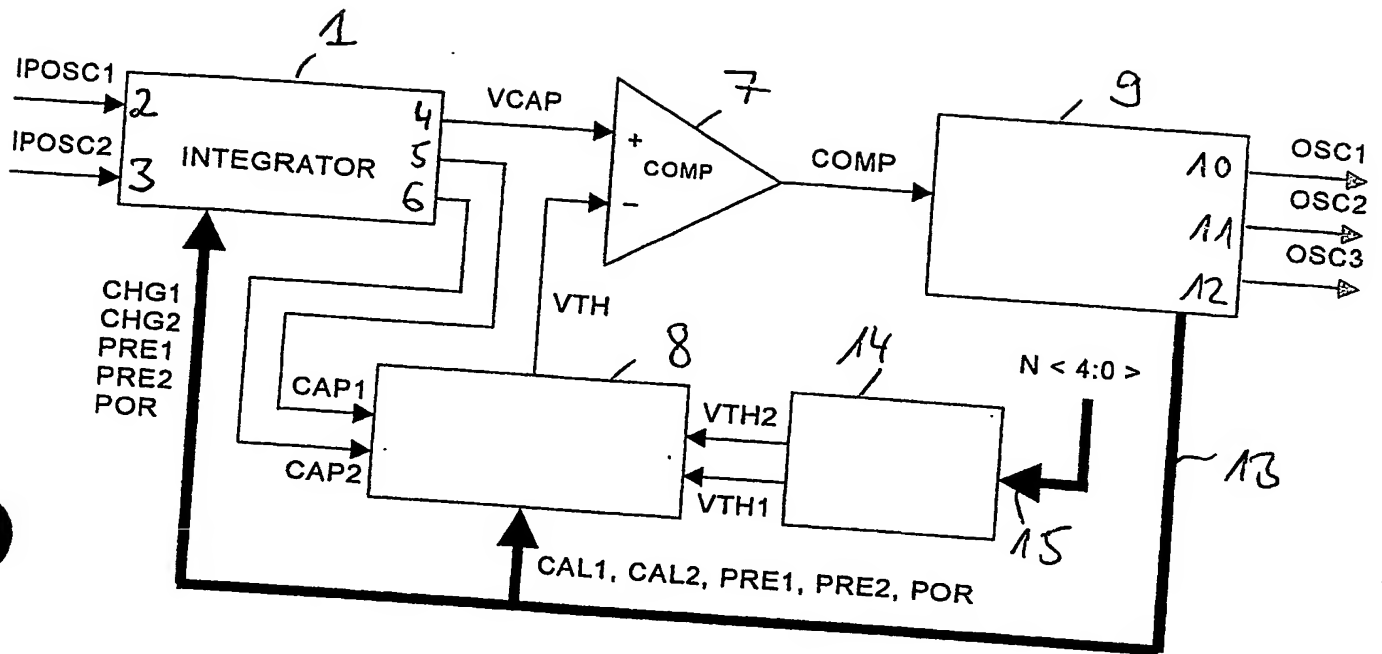 1
IPOSC1
2
IPOSC2
3
INTEGRATOR
4
5
6
VCAP
7
+
COMP
−
COMP
9
10
OSC1
11
OSC2
12
OSC3
CHG1
CHG2
PRE1
PRE2
POR
VTH
8
14
N < 4:0 >
CAP1
CAP2
VTH2
VTH1
15
13
CAL1, CAL2, PRE1, PRE2, POR